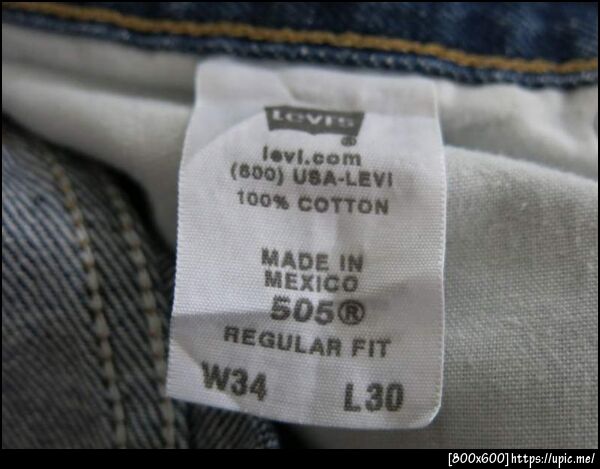 Levi's ®
levi.com
(800) USA-LEVI
100% COTTON
MADE IN
MEXICO
505®
REGULAR FIT
W34 L30
[800x600]https://upic.me/